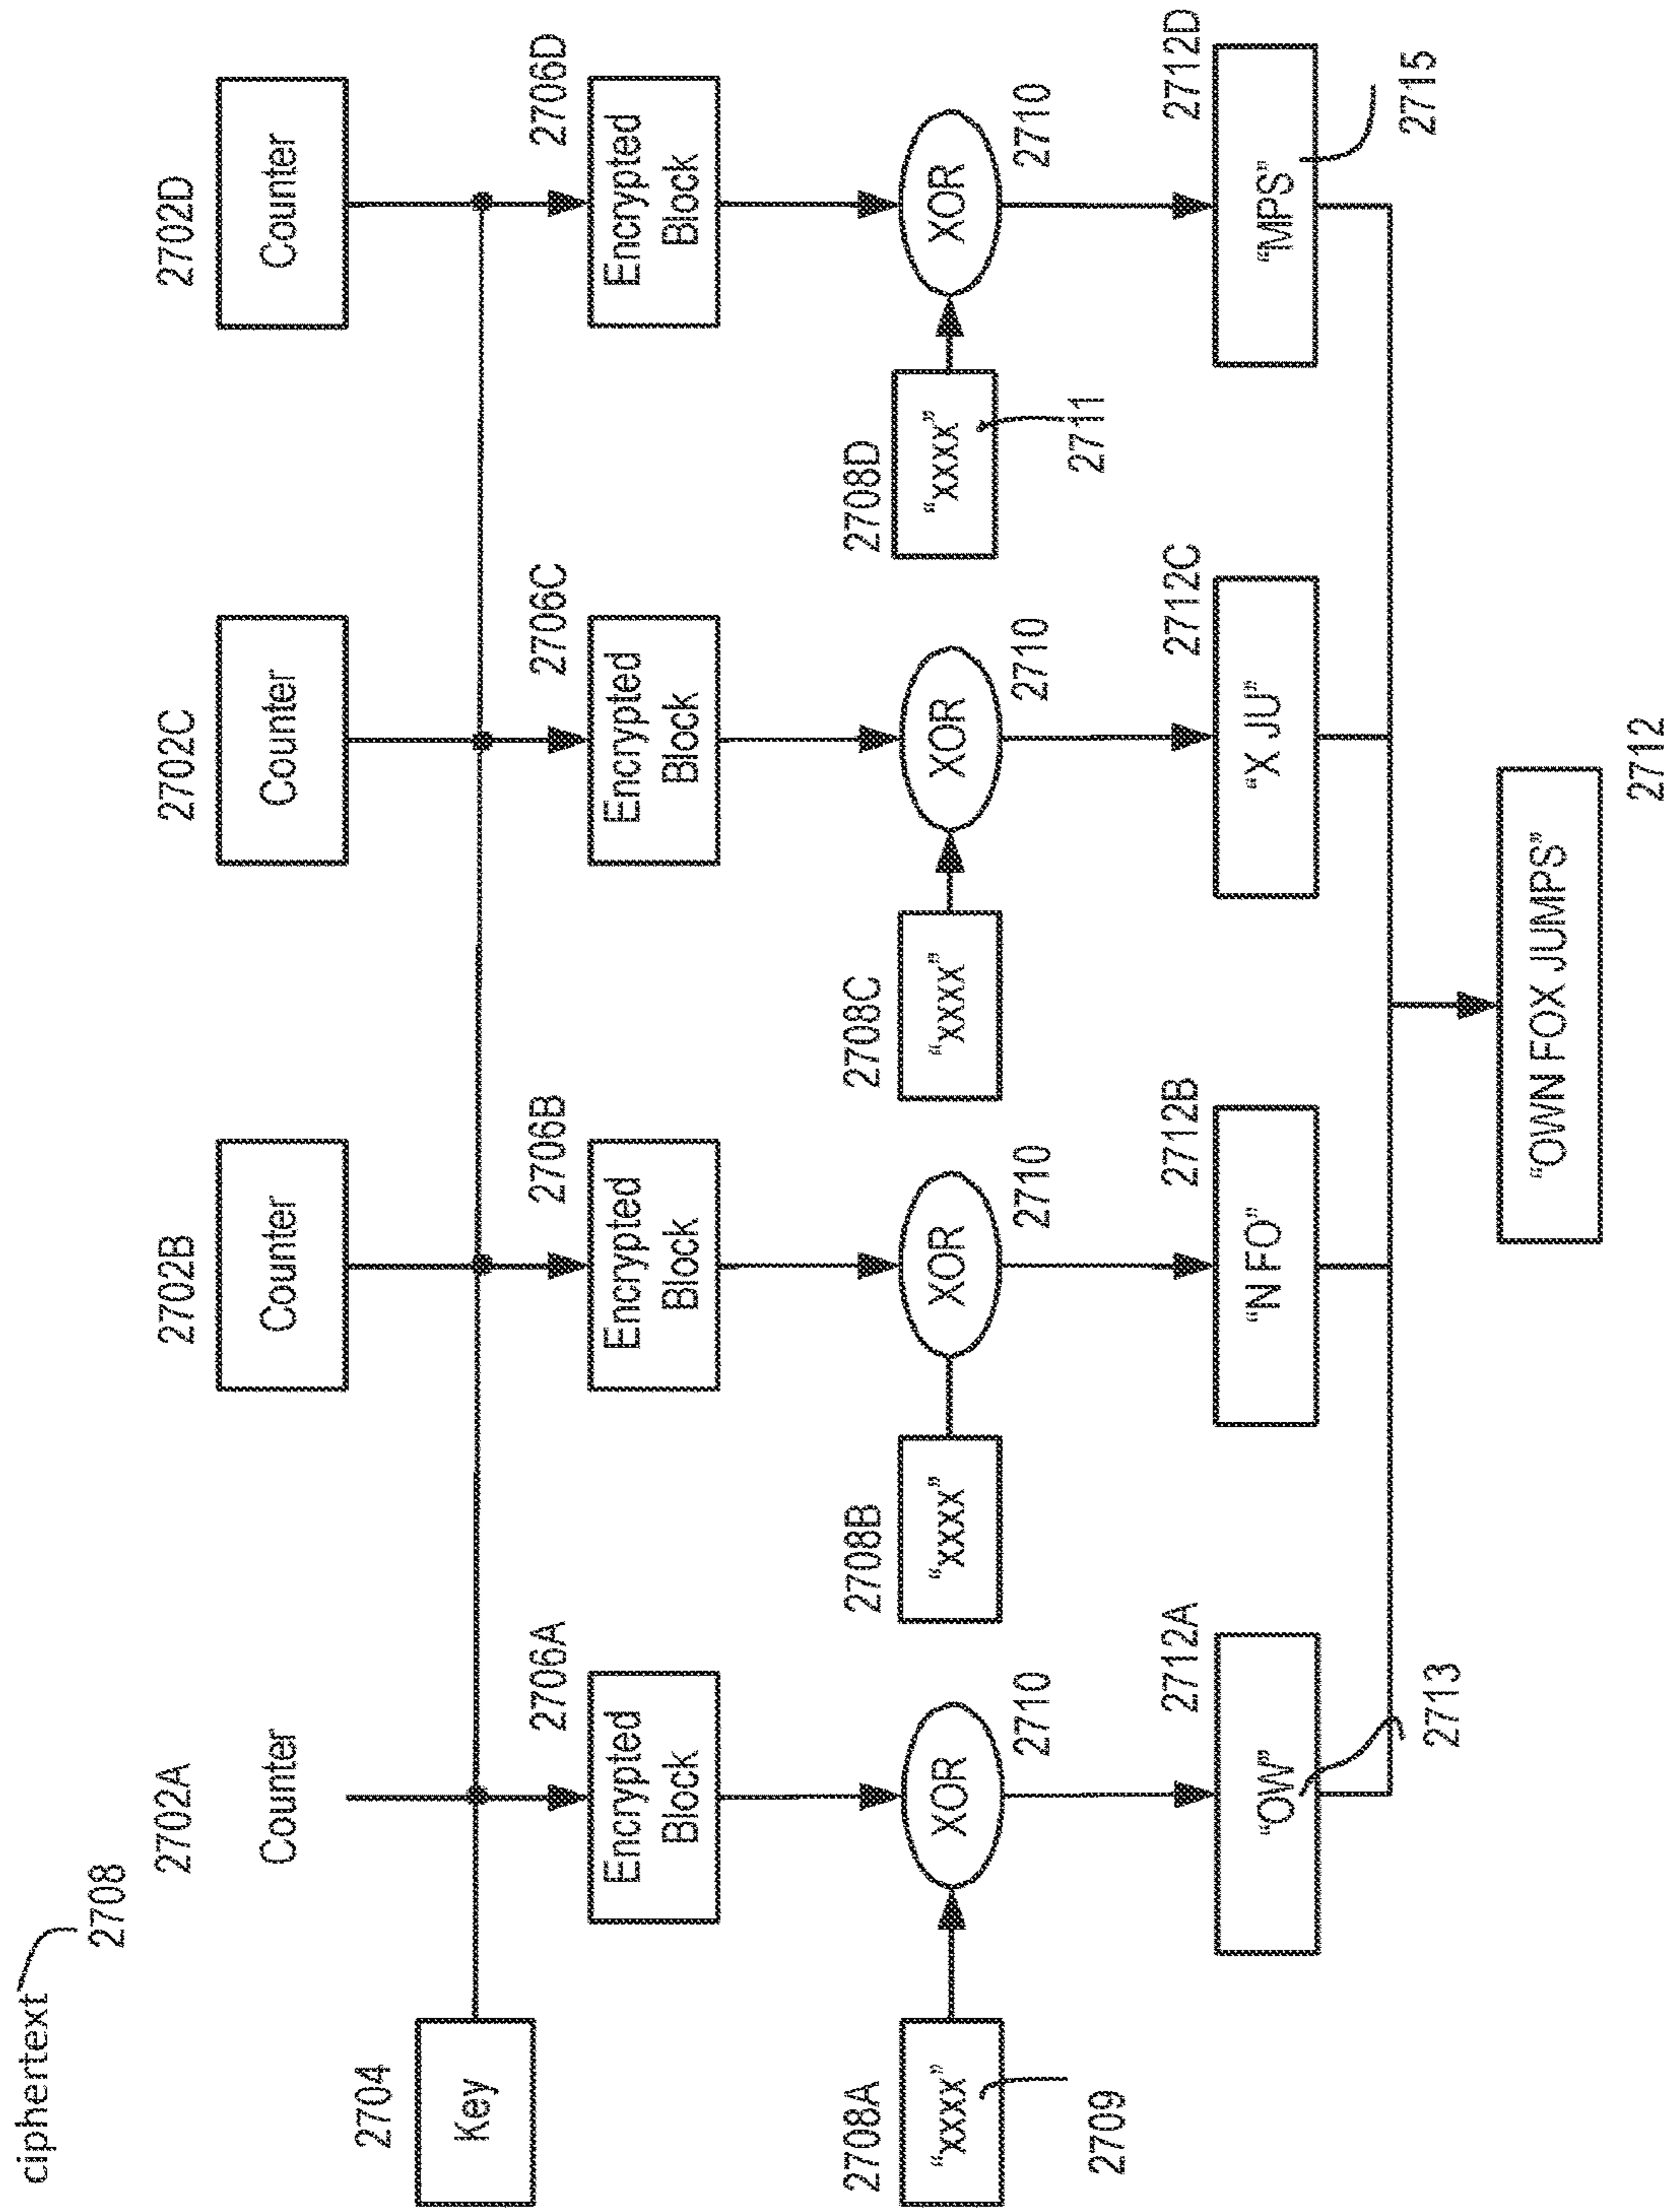 ciphertext
2708
2702A
2702B
2702C
2702D
Counter
Counter
Counter
Counter
2704
Key
2706A
2706B
2706C
2706D
Encrypted
Block
Encrypted
Block
Encrypted
Block
Encrypted
Block
2708A
2708B
2708C
2708D
"xxxx"
XOR
"xxxx"
XOR
"xxxx"
XOR
"xxxx"
XOR
2709
2710
2710
2710
2711
2710
2712A
2712B
2712C
2712D
"OW"
"N FO"
"X JU"
"MPS"
2713
2715
"OWN FOX JUMPS"
2712